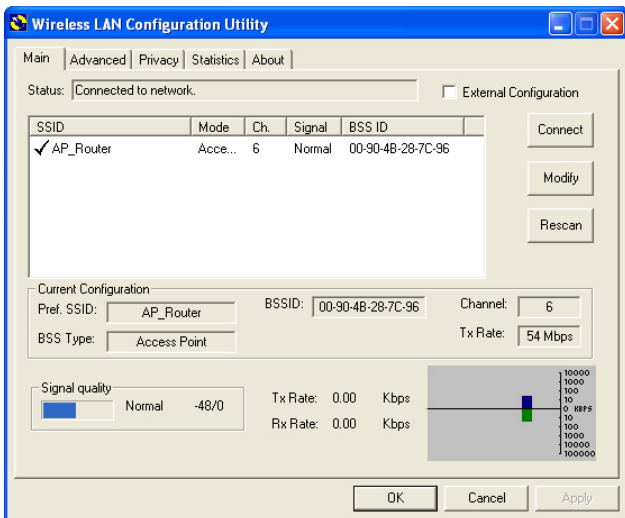 Wireless LAN Configuration Utility
Main Advanced Privacy Statistics About
Status: Connected to network. External Configuration
SSID Mode Ch. Signal BSS ID
AP_Router Acce... 6 Normal 00-90-4B-28-7C-96
Connect
Modify
Rescan
Current Configuration
Pref. SSID: AP_Router BSSID: 00-90-4B-28-7C-96 Channel: 6
BSS Type: Access Point Tx Rate: 54 Mbps
Signal quality
Normal -48/0
Tx Rate: 0.00 Kbps
Rx Rate: 0.00 Kbps
10000
1000
100
10
0 KBPS
10
100
1000
10000
100000
OK Cancel Apply